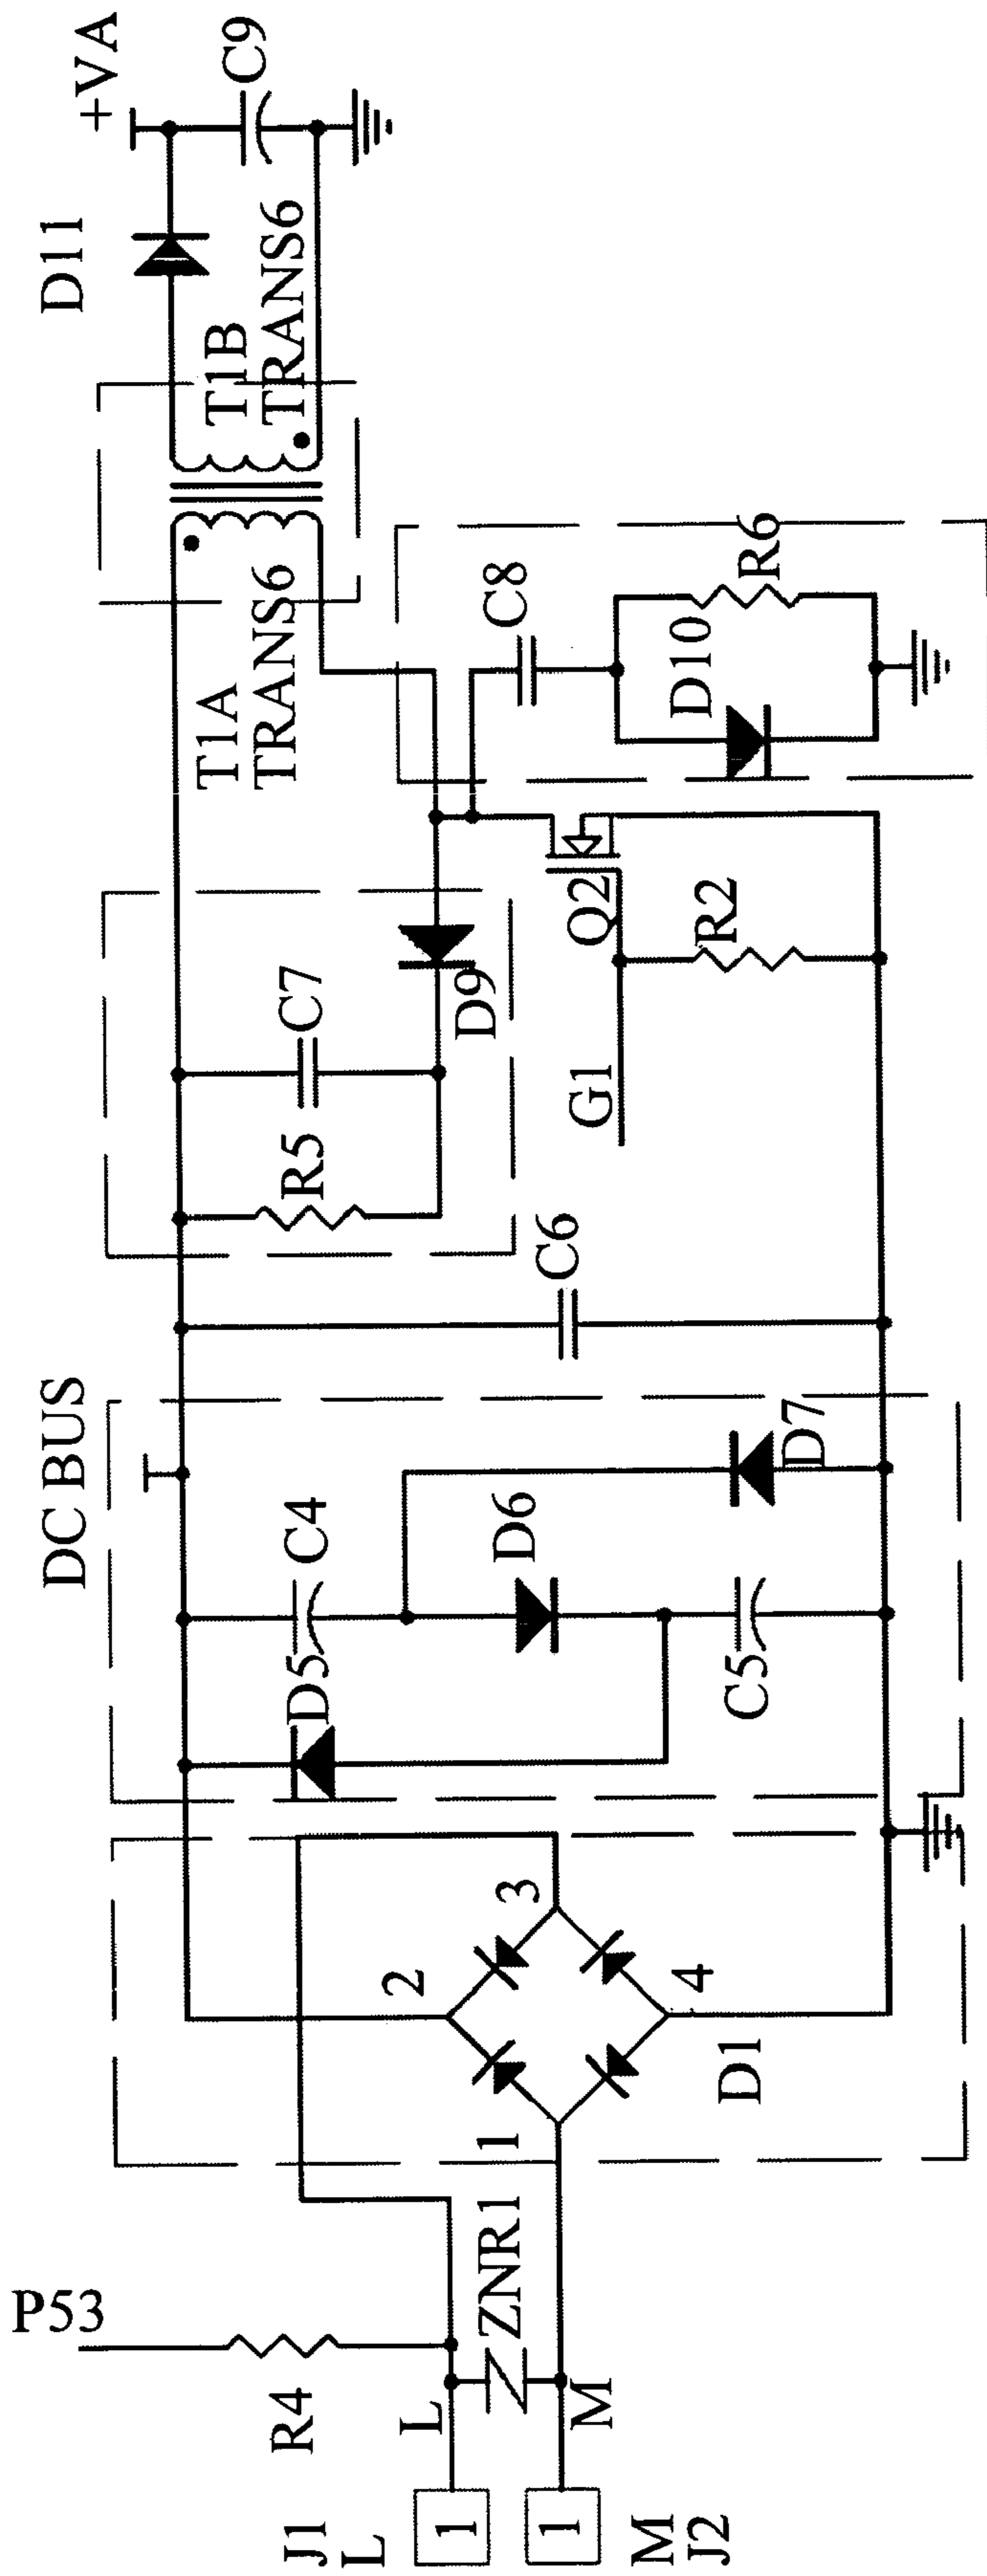 P53
R4
J1
L
1
L
ZNR1
M
1
M
J2
1
2
3
4
D1
DC BUS
D5
C4
D6
C5
D7
C6
R5
C7
D9
G1
Q2
R2
T1A
TRANS6
T1B
TRANS6
C8
D10
R6
D11
+VA
C9